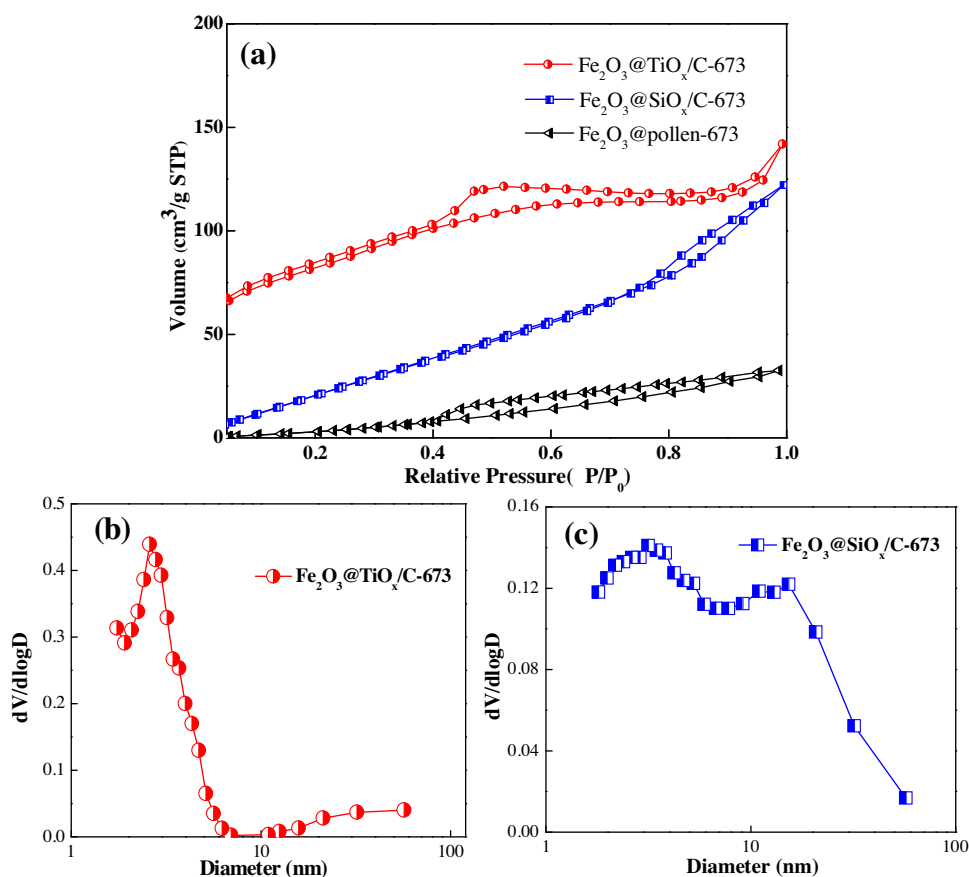 (a)
200
150
100
50
0
Volume (cm³/g STP)
Fe₂O₃@TiOₓ/C-673
Fe₂O₃@SiOₓ/C-673
Fe₂O₃@pollen-673
0.2 0.4 0.6 0.8 1.0
Relative Pressure( P/P₀)
(b)
0.5
0.4
0.3
0.2
0.1
0.0
dV/dlogD
Fe₂O₃@TiOₓ/C-673
1 10 100
Diameter (nm)
(c)
0.16
0.12
0.08
0.04
0.00
dV/dlogD
Fe₂O₃@SiOₓ/C-673
1 10 100
Diameter (nm)